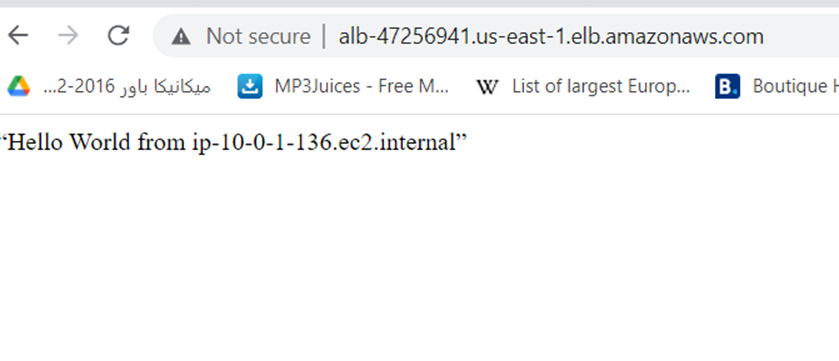 Not secure | alb-47256941.us-east-1.elb.amazonaws.com
...ميكانيكا باور 2016-2 MP3Juices - Free M... W List of largest Europ... B. Boutique H
“Hello World from ip-10-0-1-136.ec2.internal”